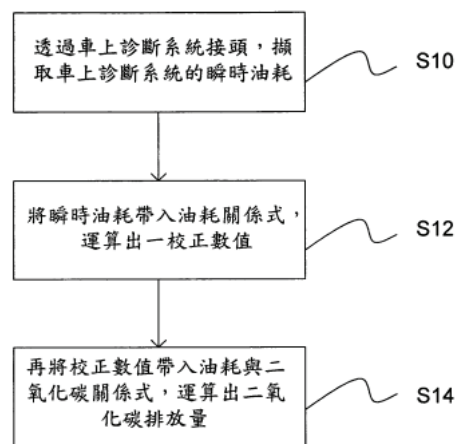 透過車上診斷系統接頭，擷
取車上診斷系統的瞬時油耗
S10
將瞬時油耗帶入油耗關係式，
運算出一校正數值
S12
再將校正數值帶入油耗與二
氧化碳關係式，運算出二氧
化碳排放量
S14